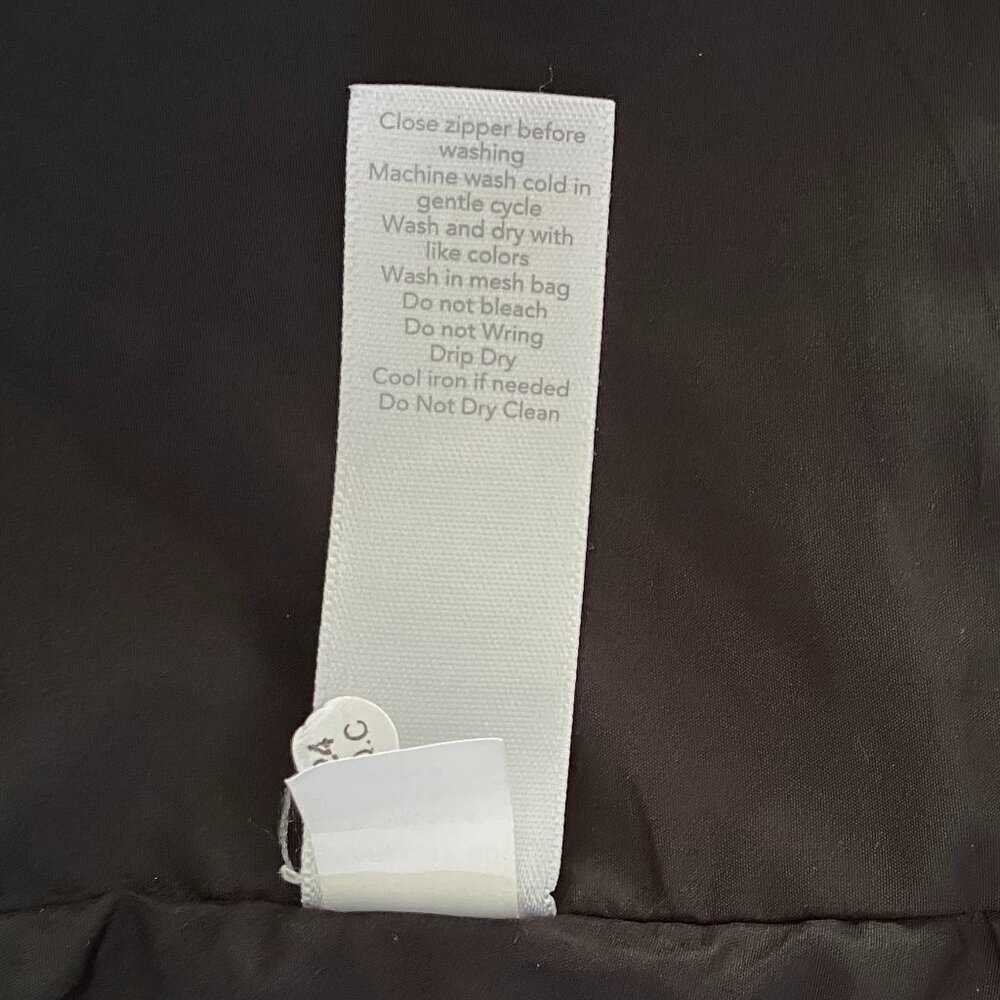 Close zipper before
washing
Machine wash cold in
gentle cycle
Wash and dry with
like colors
Wash in mesh bag
Do not bleach
Do not Wring
Drip Dry
Cool iron if needed
Do Not Dry Clean
24
Q.C